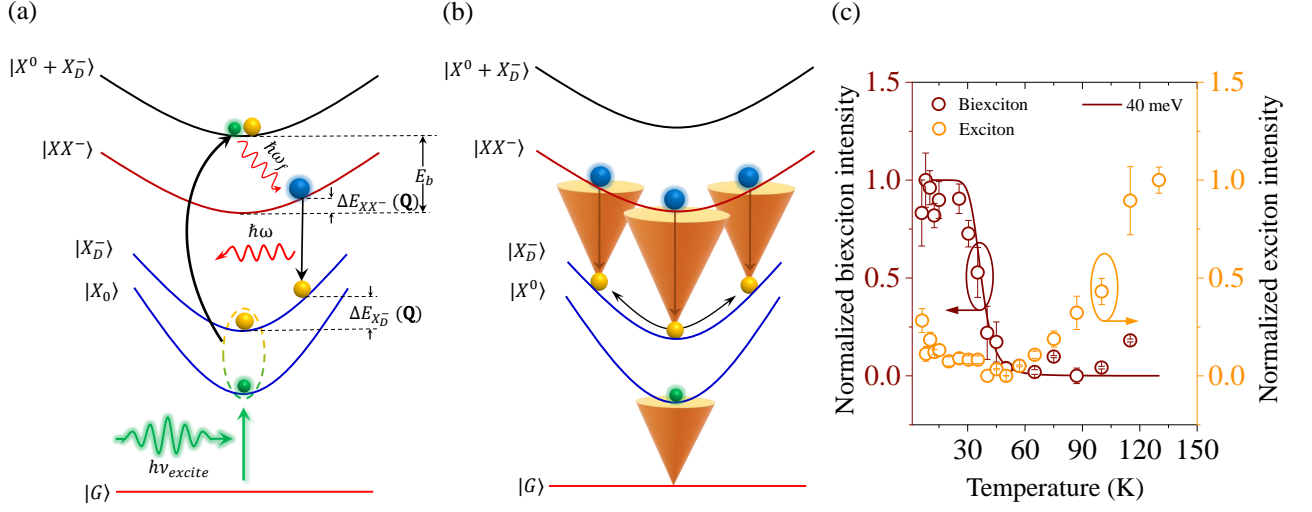 (a)
|X⁰ + X_D⁻⟩
|XX⁻⟩
|X_D⁻⟩
|X₀⟩
|G⟩
ℏω_f
E_b
ΔE_XX⁻ (Q)
ℏω
ΔE_X_D⁻ (Q)
hν_excite
(b)
|X⁰ + X_D⁻⟩
|XX⁻⟩
|X_D⁻⟩
|X⁰⟩
|G⟩
(c)
Normalized biexciton intensity
1.5
1.0
0.5
0.0
Biexciton
Exciton
40 meV
1.5
1.0
0.5
0.0
Normalized exciton intensity
30 60 90 120 150
Temperature (K)